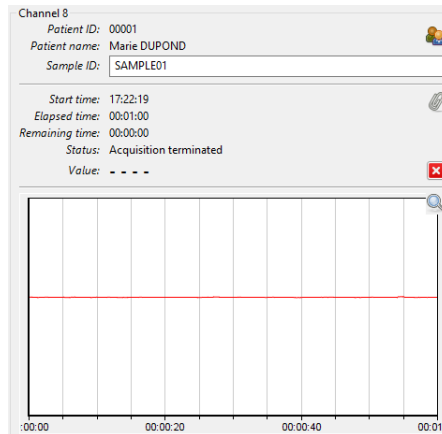 Channel 8
Patient ID: 00001
Patient name: Marie DUPOND
Sample ID: SAMPLE01
Start time: 17:22:19
Elapsed time: 00:01:00
Remaining time: 00:00:00
Status: Acquisition terminated
Value: - - - -
:00:00 00:00:20 00:00:40 00:01